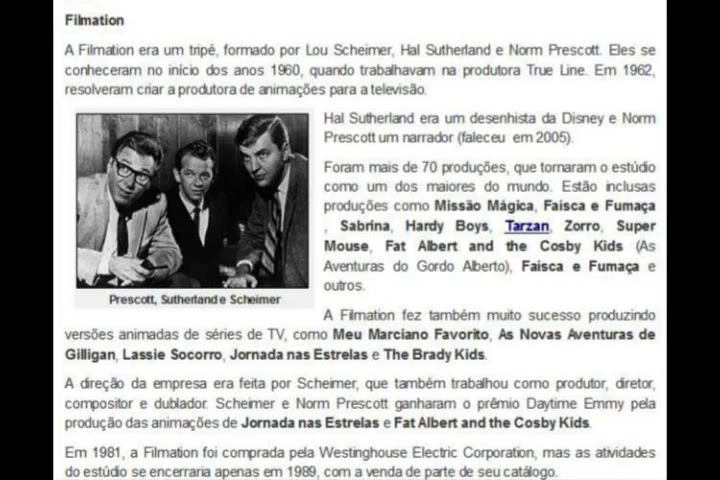 Filmation
A Filmation era um tripé, formado por Lou Scheimer, Hal Sutherland e Norm Prescott. Eles se
conheceram no início dos anos 1960, quando trabalhavam na produtora True Line. Em 1962,
resolveram criar a produtora de animações para a televisão.
Hal Sutherland era um desenhista da Disney e Norm
Prescott um narrador (faleceu em 2005).
Foram mais de 70 produções, que tornaram o estúdio
como um dos maiores do mundo. Estão inclusas
produções como Missão Mágica, Faísca e Fumaça
, Sabrina, Hardy Boys, Tarzan, Zorro, Super
Mouse, Fat Albert and the Cosby Kids (As
Aventuras do Gordo Alberto), Faísca e Fumaça e
outros.
Prescott, Sutherland e Scheimer
A Filmation fez também muito sucesso produzindo
versões animadas de séries de TV, como Meu Marciano Favorito, As Novas Aventuras de
Gilligan, Lassie Socorro, Jornada nas Estrelas e The Brady Kids.
A direção da empresa era feita por Scheimer, que também trabalhou como produtor, diretor,
compositor e dublador. Scheimer e Norm Prescott ganharam o prêmio Daytime Emmy pela
produção das animações de Jornada nas Estrelas e Fat Albert and the Cosby Kids.
Em 1981, a Filmation foi comprada pela Westinghouse Electric Corporation, mas as atividades
do estúdio se encerraria apenas em 1989, com a venda de parte de seu catálogo.